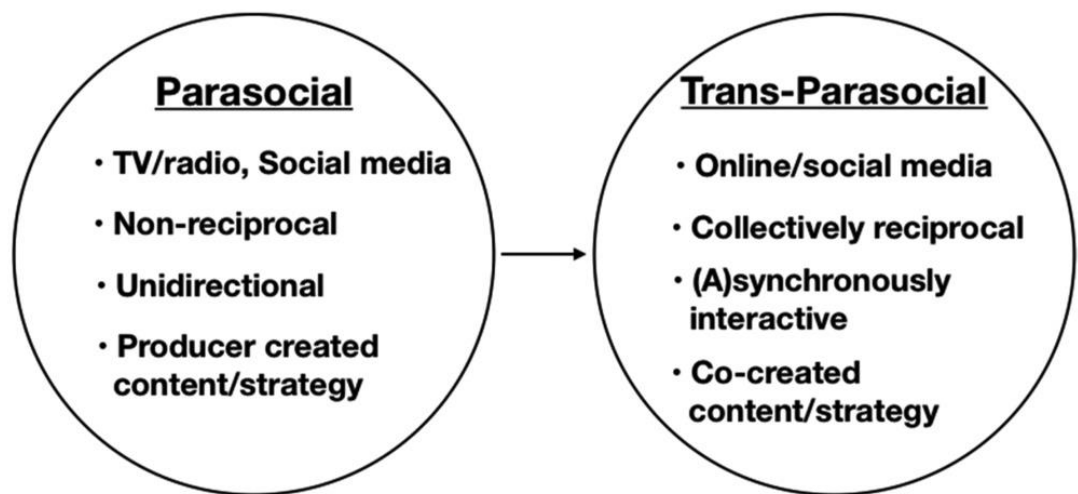 Parasocial
· TV/radio, Social media
· Non-reciprocal
· Unidirectional
· Producer created
content/strategy
Trans-Parasocial
· Online/social media
· Collectively reciprocal
· (A)synchronously
interactive
· Co-created
content/strategy